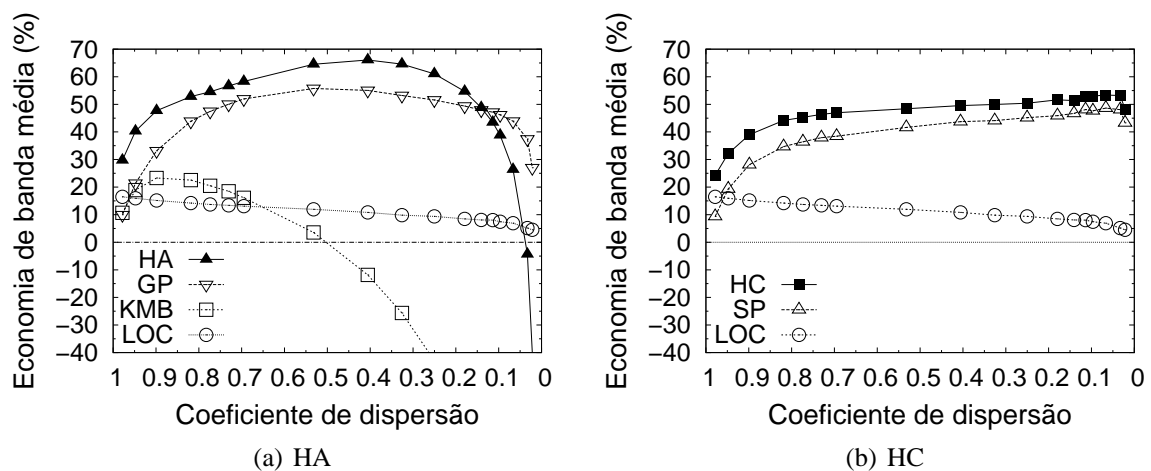 Economia de banda média (%)
70
60
50
40
30
20
10
0
−10
−20
−30
−40
HA
GP
KMB
LOC
1 0.9 0.8 0.7 0.6 0.5 0.4 0.3 0.2 0.1 0
Coeficiente de dispersão
(a) HA
Economia de banda média (%)
70
60
50
40
30
20
10
0
−10
−20
−30
−40
HC
SP
LOC
1 0.9 0.8 0.7 0.6 0.5 0.4 0.3 0.2 0.1 0
Coeficiente de dispersão
(b) HC